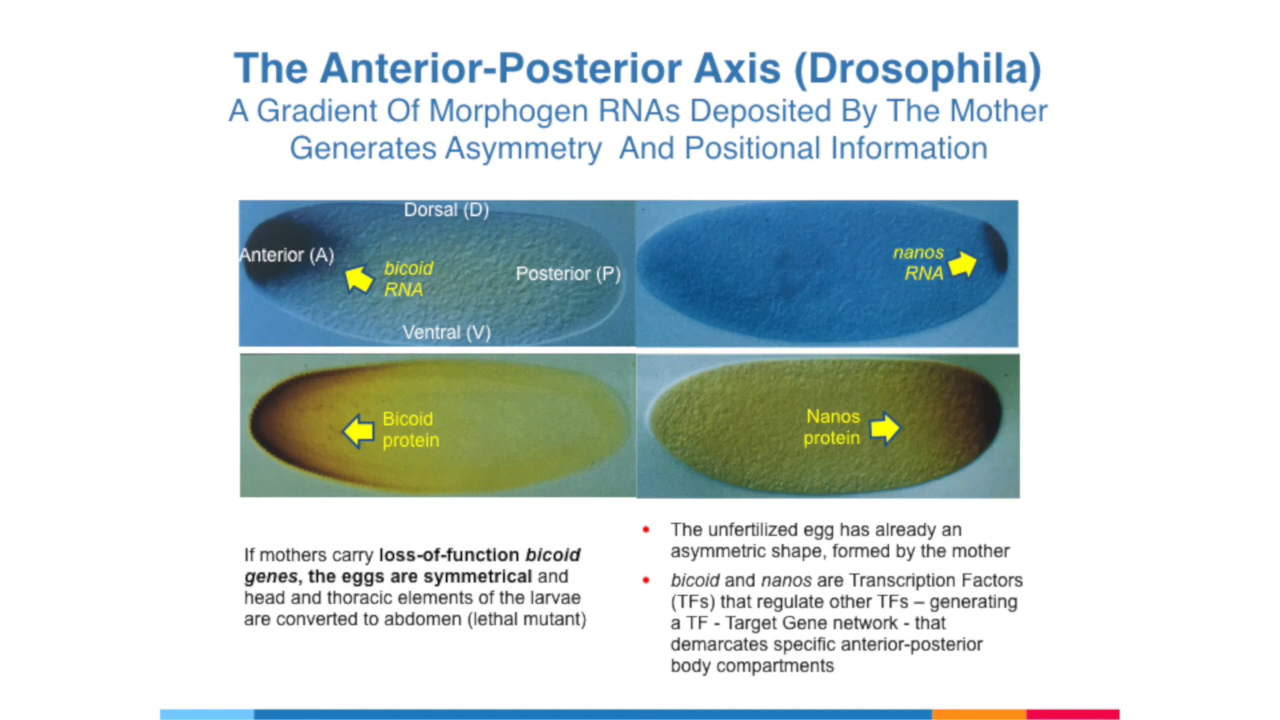 The Anterior-Posterior Axis (Drosophila)
A Gradient Of Morphogen RNAs Deposited By The Mother
Generates Asymmetry And Positional Information
Dorsal (D)
Anterior (A)
bicoid
RNA
Posterior (P)
Ventral (V)
nanos
RNA
Bicoid
protein
Nanos
protein
If mothers carry loss-of-function bicoid
genes, the eggs are symmetrical and
head and thoracic elements of the larvae
are converted to abdomen (lethal mutant)
• The unfertilized egg has already an
asymmetric shape, formed by the mother
• bicoid and nanos are Transcription Factors
(TFs) that regulate other TFs – generating
a TF - Target Gene network - that
demarcates specific anterior-posterior
body compartments